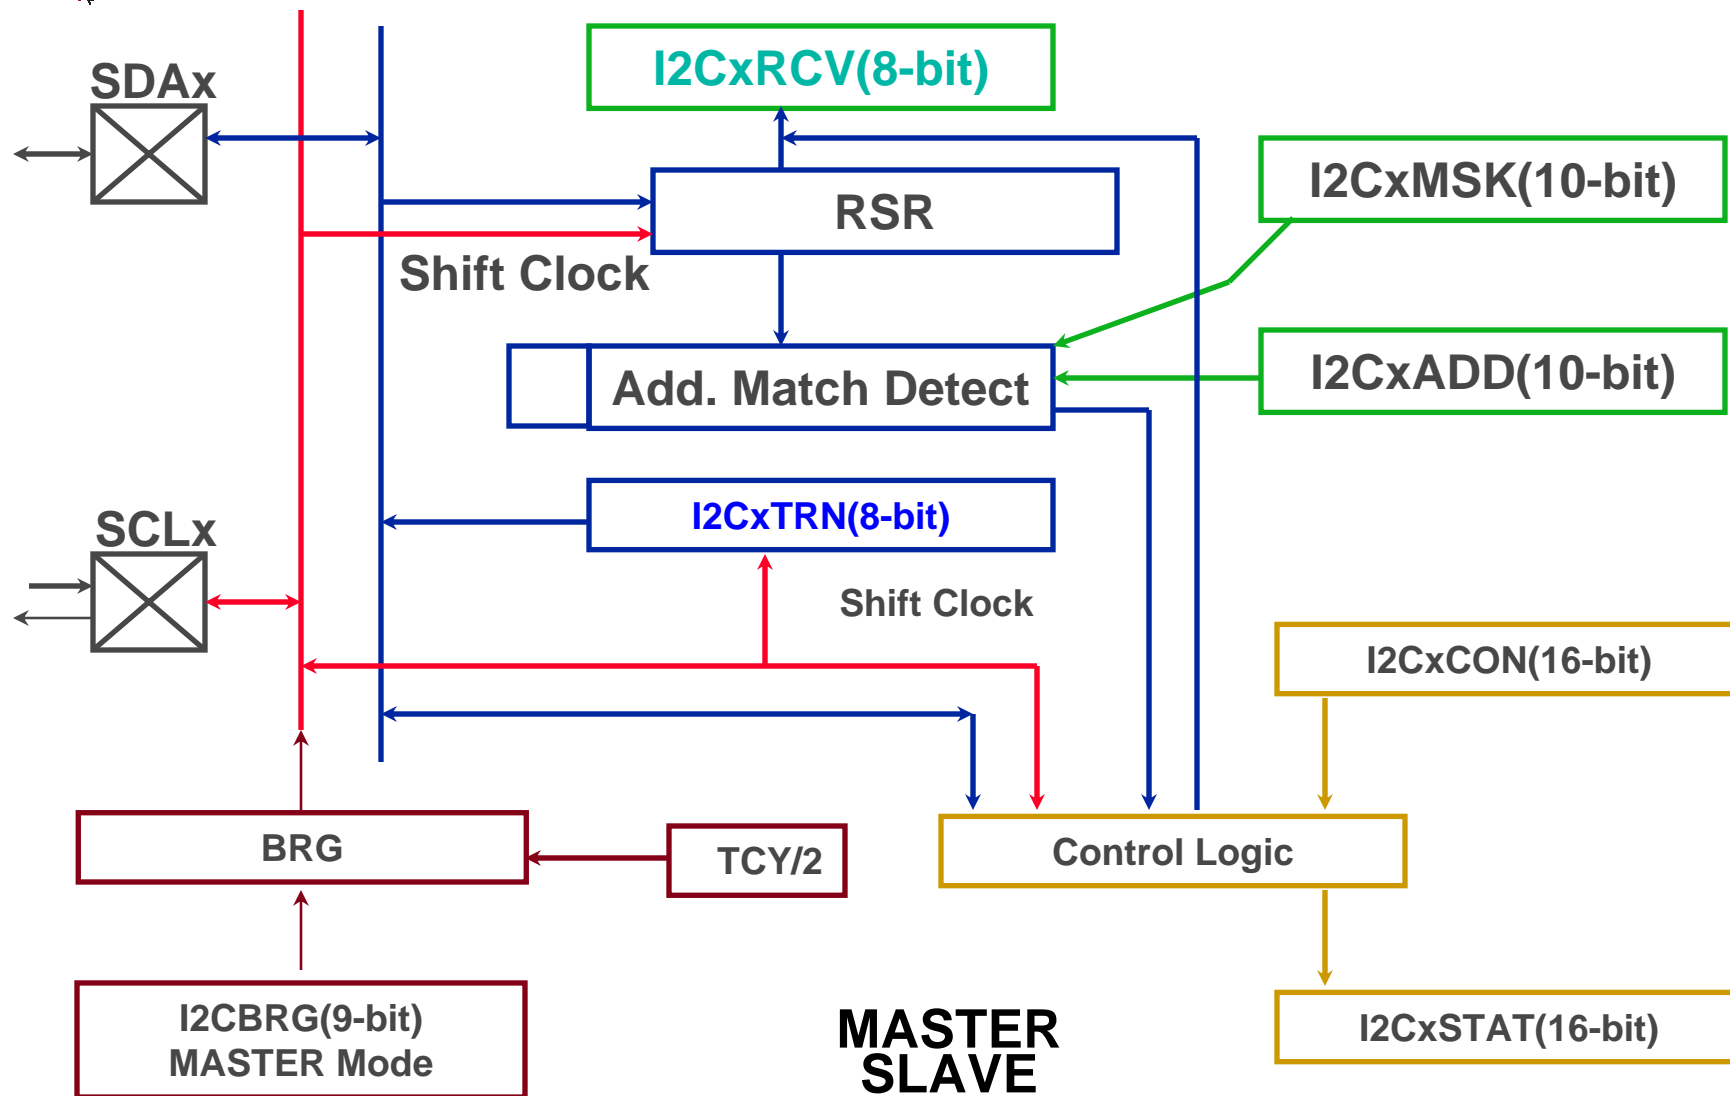 I2CxRCV(8-bit)
SDAx
I2CxMSK(10-bit)
RSR
Shift Clock
I2CxADD(10-bit)
Add. Match Detect
I2CxTRN(8-bit)
SCLx
Shift Clock
I2CxCON(16-bit)
BRG
TCY/2
Control Logic
I2CBRG(9-bit)
MASTER Mode
MASTER
SLAVE
I2CxSTAT(16-bit)